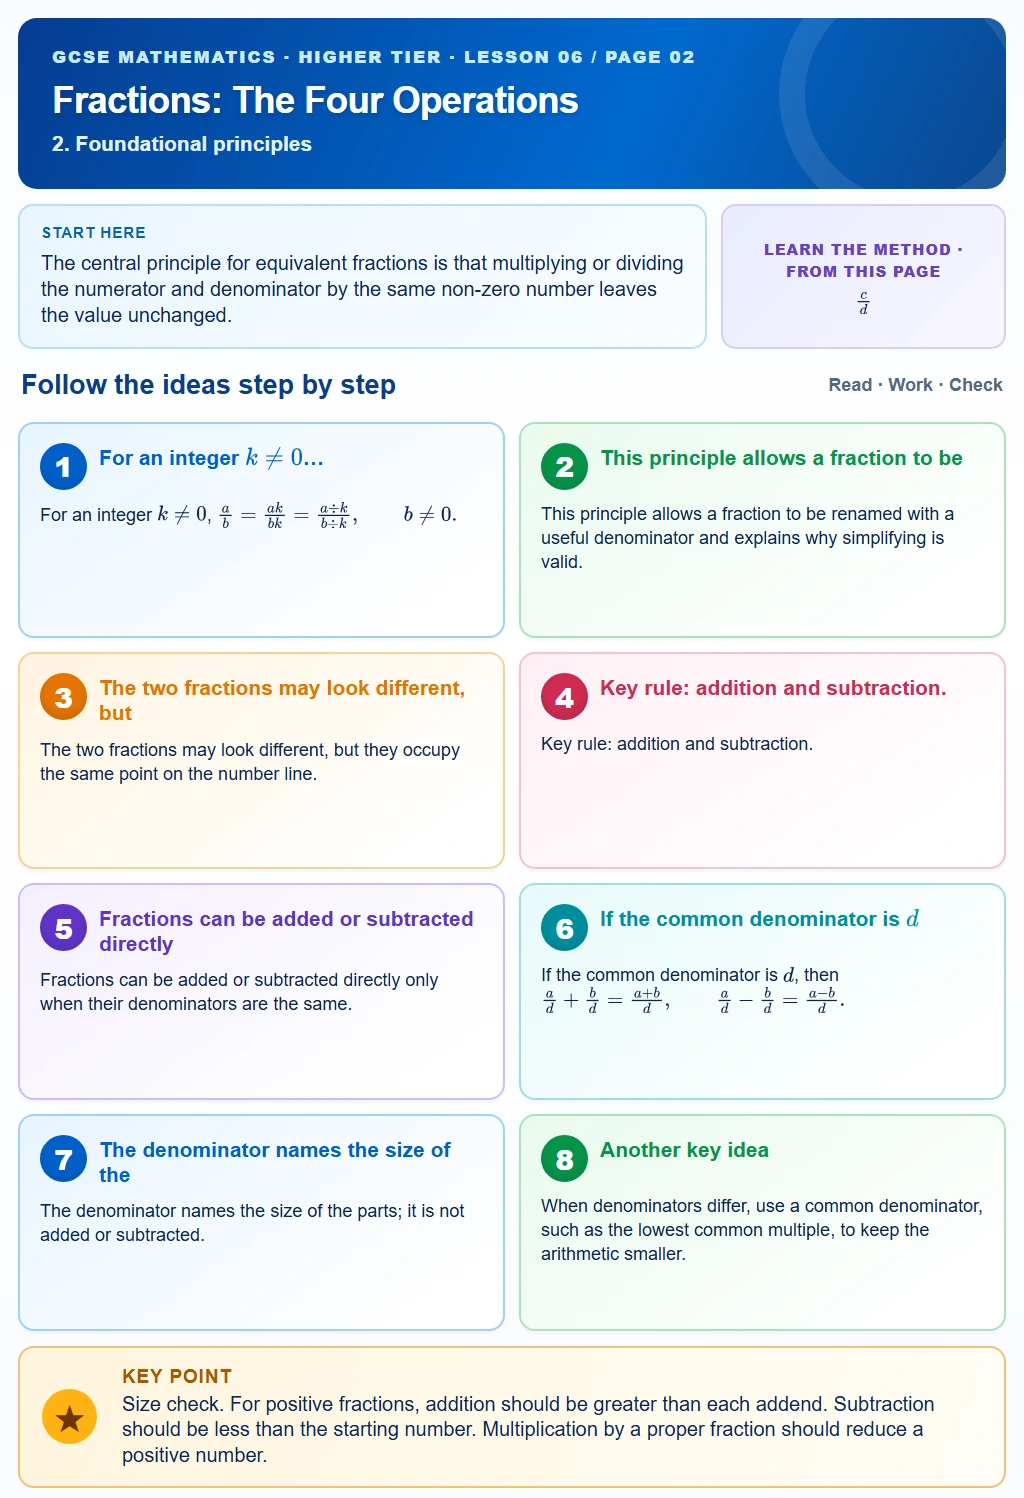 GCSE MATHEMATICS · HIGHER TIER · LESSON 06 / PAGE 02
Fractions: The Four Operations
2. Foundational principles
START HERE
The central principle for equivalent fractions is that multiplying or dividing
the numerator and denominator by the same non-zero number leaves
the value unchanged.
LEARN THE METHOD ·
FROM THIS PAGE
c/d
Follow the ideas step by step
Read · Work · Check
1
For an integer k ≠ 0…
For an integer k ≠ 0, a/b = ak/bk = a÷k/b÷k, b ≠ 0.
2
This principle allows a fraction to be
This principle allows a fraction to be renamed with a
useful denominator and explains why simplifying is
valid.
3
The two fractions may look different,
but
The two fractions may look different, but they occupy
the same point on the number line.
4
Key rule: addition and subtraction.
Key rule: addition and subtraction.
5
Fractions can be added or subtracted
directly
Fractions can be added or subtracted directly only
when their denominators are the same.
6
If the common denominator is d
If the common denominator is d, then
a/d + b/d = a+b/d, a/d − b/d = a−b/d.
7
The denominator names the size of
the
The denominator names the size of the parts; it is not
added or subtracted.
8
Another key idea
When denominators differ, use a common denominator,
such as the lowest common multiple, to keep the
arithmetic smaller.
KEY POINT
Size check. For positive fractions, addition should be greater than each addend. Subtraction
should be less than the starting number. Multiplication by a proper fraction should reduce a
positive number.